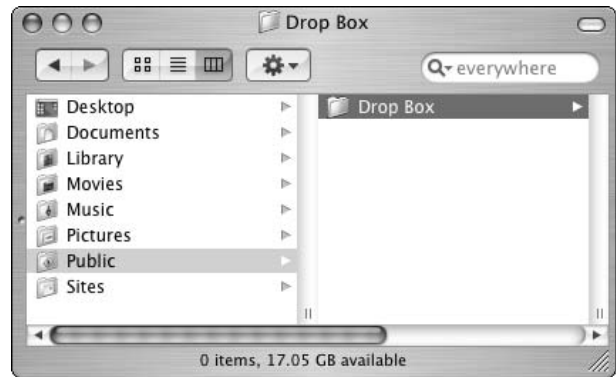 Drop Box
everywhere
Desktop
Drop Box
Documents
Library
Movies
Music
Pictures
Public
Sites
0 items, 17.05 GB available